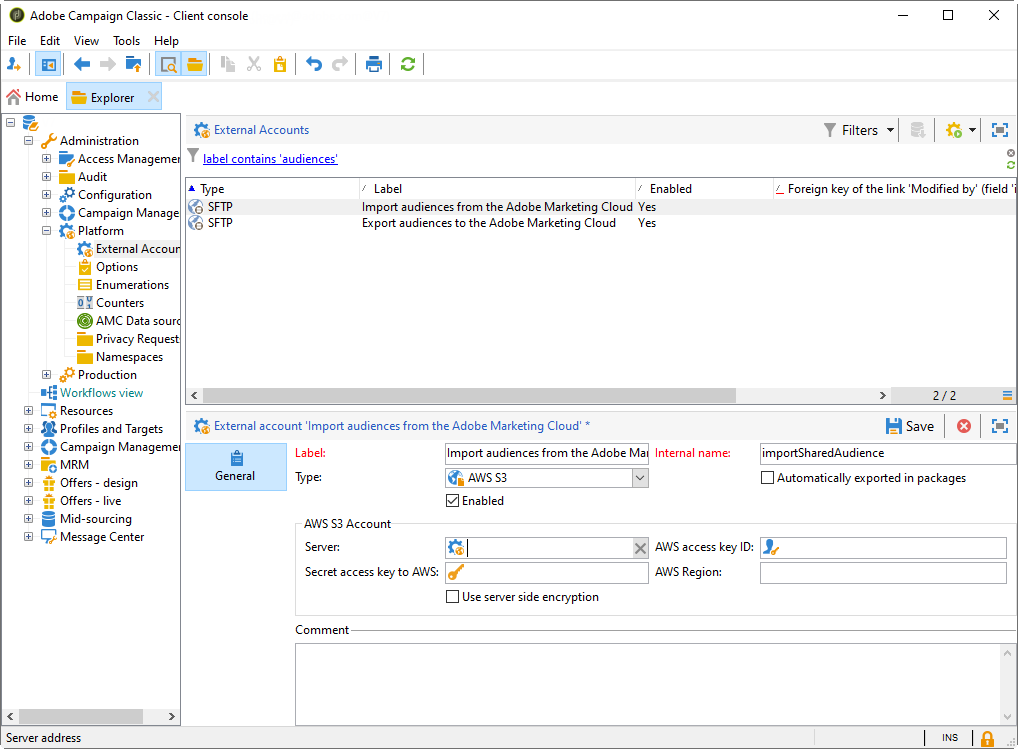 Adobe Campaign Classic - Client console
File Edit View Tools Help
Home Explorer
Administration
Access Managemen
Audit
Configuration
Campaign Manage
Platform
External Accoun
Options
Enumerations
Counters
AMC Data sourc
Privacy Request
Namespaces
Production
Workflows view
Resources
Profiles and Targets
Campaign Managemen
MRM
Offers - design
Offers - live
Mid-sourcing
Message Center
External Accounts Filters
label contains 'audiences'
Type Label Enabled Foreign key of the link 'Modified by' (field 'i
SFTP Import audiences from the Adobe Marketing Cloud Yes
SFTP Export audiences to the Adobe Marketing Cloud Yes
2 / 2
External account 'Import audiences from the Adobe Marketing Cloud' * Save
General
Label: Import audiences from the Adobe Mar Internal name: importSharedAudience
Type: AWS S3 Automatically exported in packages
Enabled
AWS S3 Account
Server: AWS access key ID:
Secret access key to AWS: AWS Region:
Use server side encryption
Comment
Server address INS